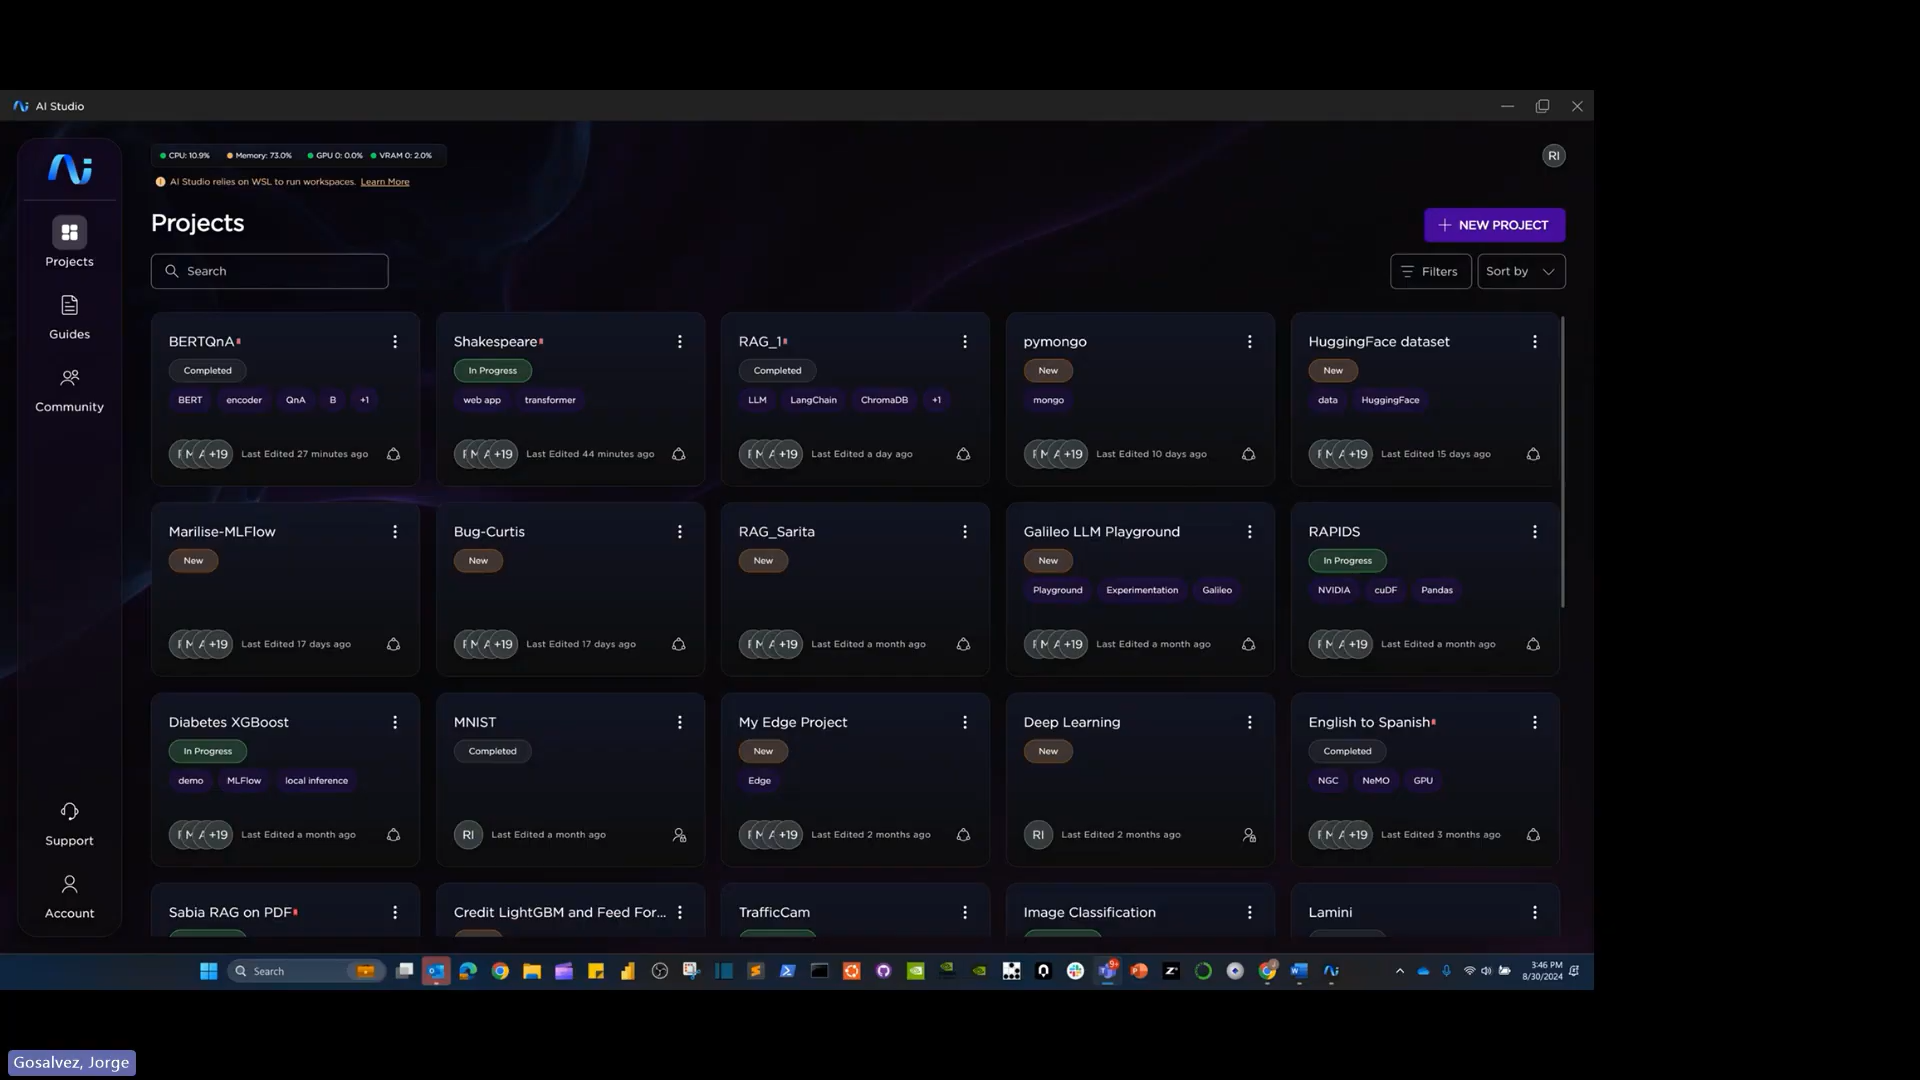 AI Studio
CPU: 10.9% Memory: 73.0% GPU 0: 0.0% VRAM 0: 2.0%
RI
AI Studio relies on WSL to run workspaces. Learn More
Projects
NEW PROJECT
Search
Filters
Sort by
Projects
Guides
Community
Support
Account
BERTQnA
Completed
BERT encoder QnA B +1
+19 Last Edited 27 minutes ago
Shakespeare
In Progress
web app transformer
+19 Last Edited 44 minutes ago
RAG_1
Completed
LLM LangChain ChromaDB +1
+19 Last Edited a day ago
pymongo
New
mongo
+19 Last Edited 10 days ago
HuggingFace dataset
New
data HuggingFace
+19 Last Edited 15 days ago
Marilise-MLFlow
New
+19 Last Edited 17 days ago
Bug-Curtis
New
+19 Last Edited 17 days ago
RAG_Sarita
New
+19 Last Edited a month ago
Galileo LLM Playground
New
Playground Experimentation Galileo
+19 Last Edited a month ago
RAPIDS
In Progress
NVIDIA cuDF Pandas
+19 Last Edited a month ago
Diabetes XGBoost
In Progress
demo MLFlow local inference
+19 Last Edited a month ago
MNIST
Completed
RI Last Edited a month ago
My Edge Project
New
Edge
+19 Last Edited 2 months ago
Deep Learning
New
RI Last Edited 2 months ago
English to Spanish
Completed
NGC NeMO GPU
+19 Last Edited 3 months ago
Sabia RAG on PDF
Credit LightGBM and Feed For...
TrafficCam
Image Classification
Lamini
Search
3:46 PM
8/30/2024
Gosalvez, Jorge